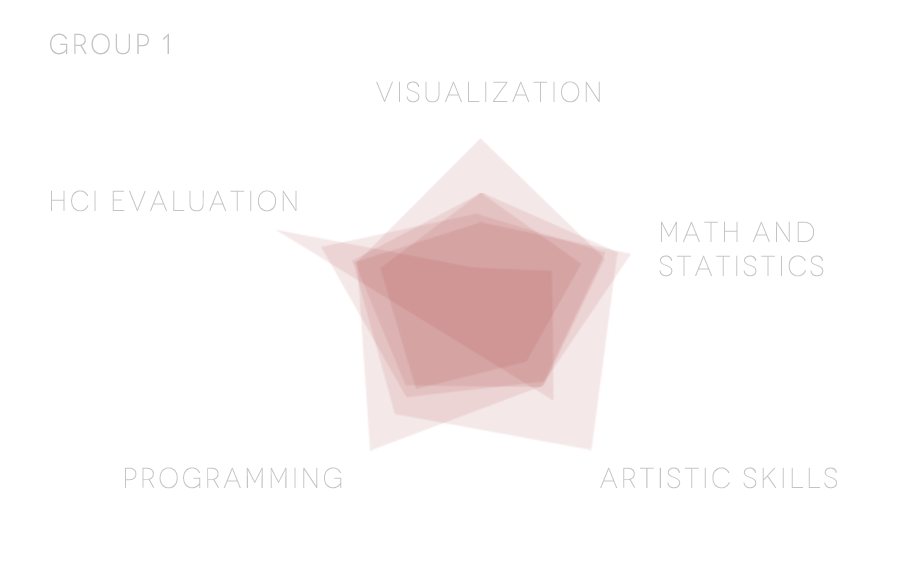 GROUP 1
VISUALIZATION
HCI EVALUATION
MATH AND
STATISTICS
PROGRAMMING
ARTISTIC SKILLS